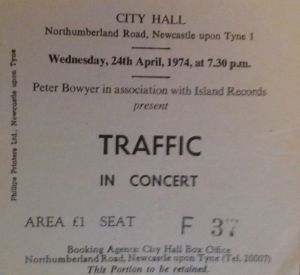 CITY HALL
Northumberland Road, Newcastle upon Tyne 1
Wednesday, 24th April, 1974, at 7.30 p.m.
Peter Bowyer in association with Island Records
present
TRAFFIC
IN CONCERT
AREA £1 SEAT F 37
Booking Agents: City Hall Box Office
Northumberland Road, Newcastle upon Tyne (Tel. 20007)
This Portion to be retained.
Phillips Printers Ltd., Newcastle upon Tyne